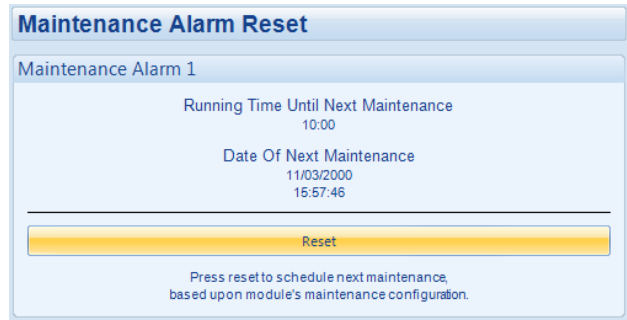 Maintenance Alarm Reset
Maintenance Alarm 1
Running Time Until Next Maintenance
10:00
Date Of Next Maintenance
11/03/2000
15:57:46
Reset
Press reset to schedule next maintenance,
based upon module's maintenance configuration.